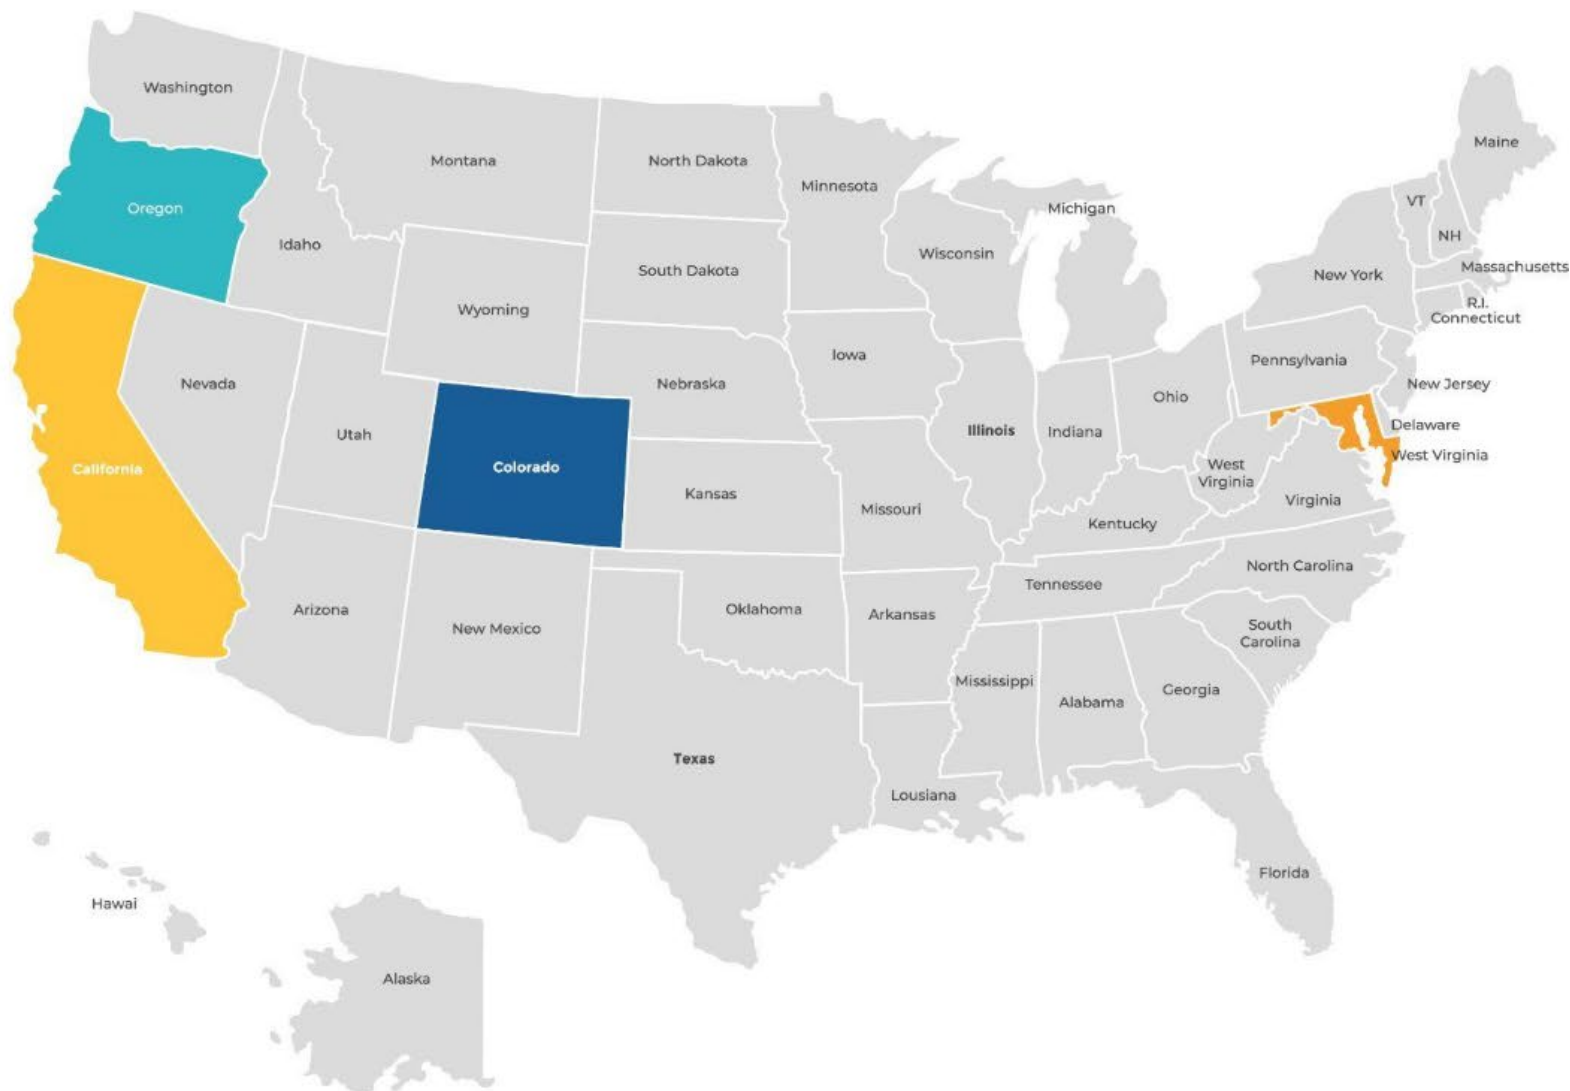 Washington
Montana
North Dakota
Minnesota
Michigan
Maine
VT
NH
Oregon
Idaho
South Dakota
Wisconsin
New York
Massachusetts
R.I.
Connecticut
Wyoming
Iowa
Pennsylvania
Nevada
Nebraska
Ohio
New Jersey
Utah
Illinois
Indiana
Delaware
California
Colorado
West Virginia
West
Virginia
Kansas
Missouri
Kentucky
Virginia
Arizona
New Mexico
Oklahoma
Arkansas
Tennessee
North Carolina
South
Carolina
Mississippi
Alabama
Georgia
Texas
Lousiana
Florida
Hawai
Alaska